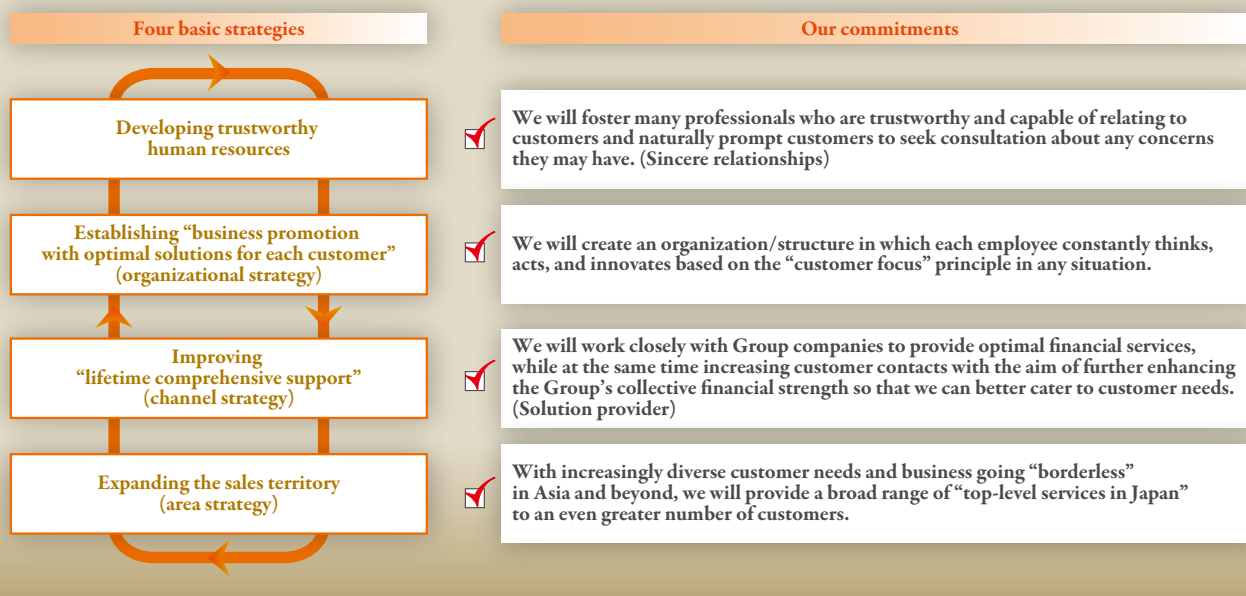 Four basic strategies
Our commitments
Developing trustworthy
human resources
We will foster many professionals who are trustworthy and capable of relating to
customers and naturally prompt customers to seek consultation about any concerns
they may have. (Sincere relationships)
Establishing “business promotion
with optimal solutions for each customer”
(organizational strategy)
We will create an organization/structure in which each employee constantly thinks,
acts, and innovates based on the “customer focus” principle in any situation.
Improving
“lifetime comprehensive support”
(channel strategy)
We will work closely with Group companies to provide optimal financial services,
while at the same time increasing customer contacts with the aim of further enhancing
the Group’s collective financial strength so that we can better cater to customer needs.
(Solution provider)
Expanding the sales territory
(area strategy)
With increasingly diverse customer needs and business going “borderless”
in Asia and beyond, we will provide a broad range of “top-level services in Japan”
to an even greater number of customers.